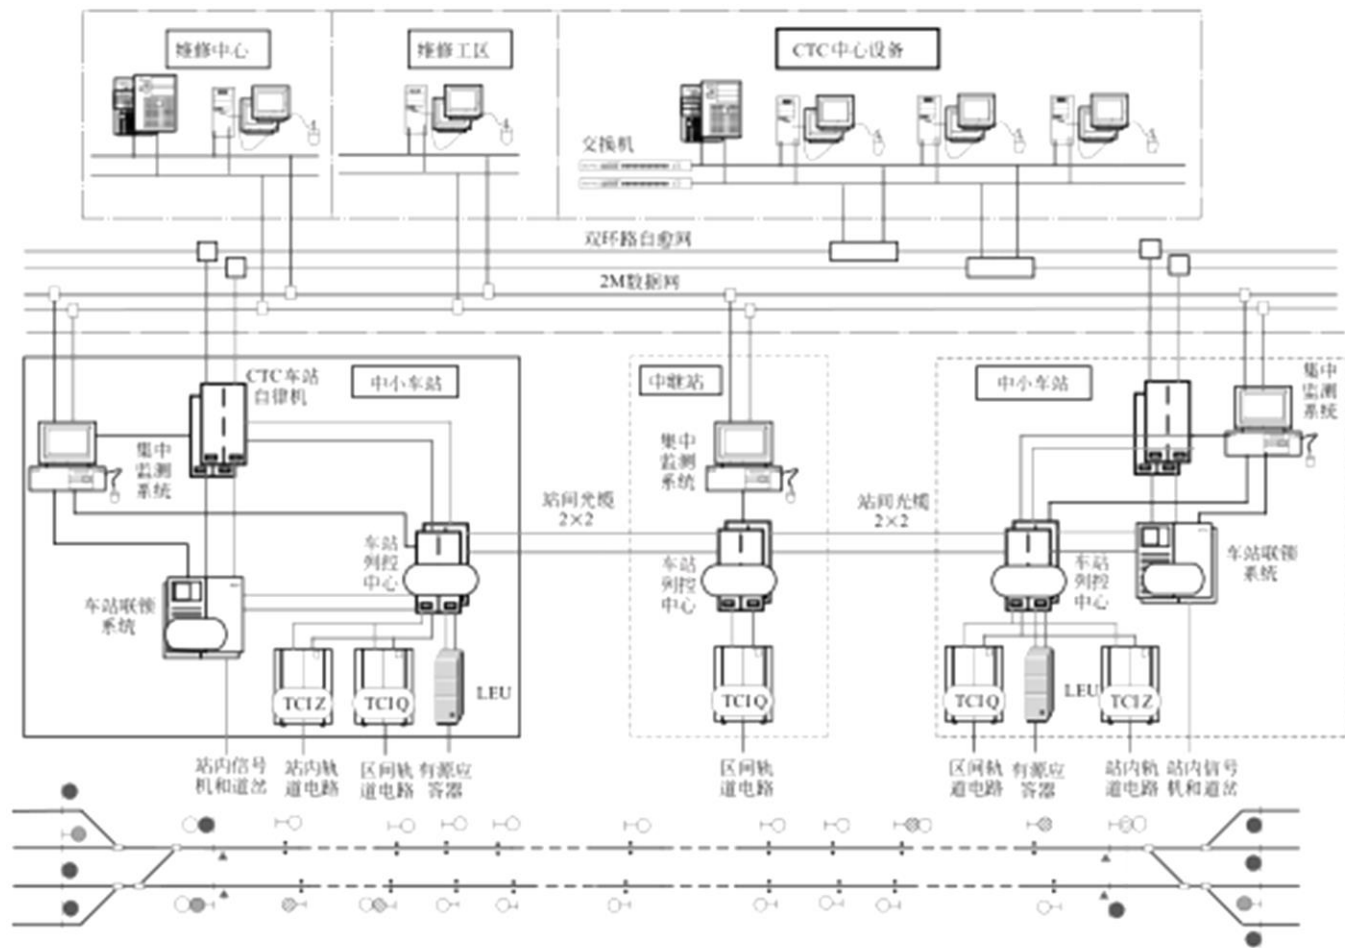 维修中心
维修工区
CTC中心设备
交换机
双环路自愈网
2M数据网
CTC车站
自律机
中小车站
中继站
中小车站
集中
监测
系统
集中
监测
系统
集中
监测
系统
站间光缆
2×2
站间光缆
2×2
车站
列控
中心
车站
列控
中心
车站
列控
中心
车站联锁
系统
车站联锁
系统
TCI Z
TCI Q
LEU
TCI Q
TCI Q
LEU
TCI Z
站内信号
机和道岔
站内轨
道电路
区间轨
道电路
有源应
答器
区间轨
道电路
区间轨
道电路
有源应
答器
站内轨
道电路
站内信号
机和道岔